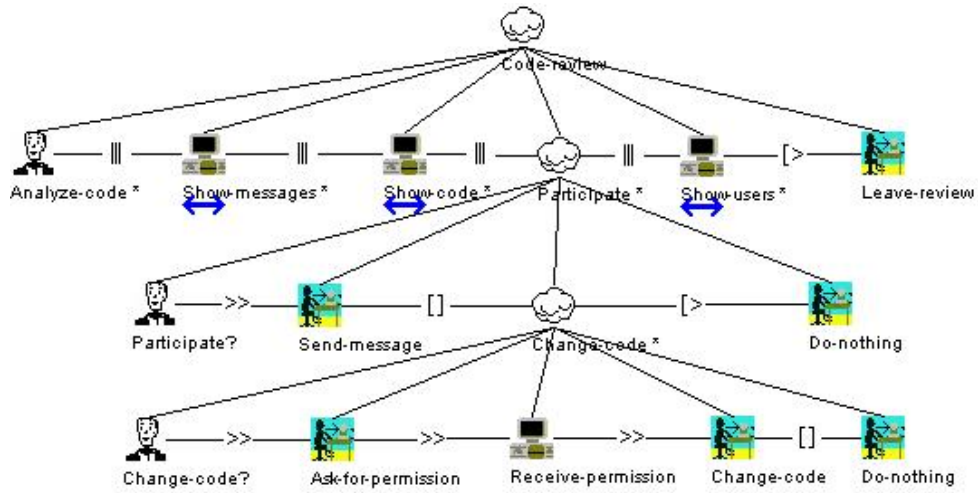 Code-review
||| ||| ||| ||| [>
Analyze-code * Show-messages * Show-code * Participate * Show-users * Leave-review
>> [] [>
Participate? Send-message Change-code * Do-nothing
>> >> >> []
Change-code? Ask-for-permission Receive-permission Change-code Do-nothing